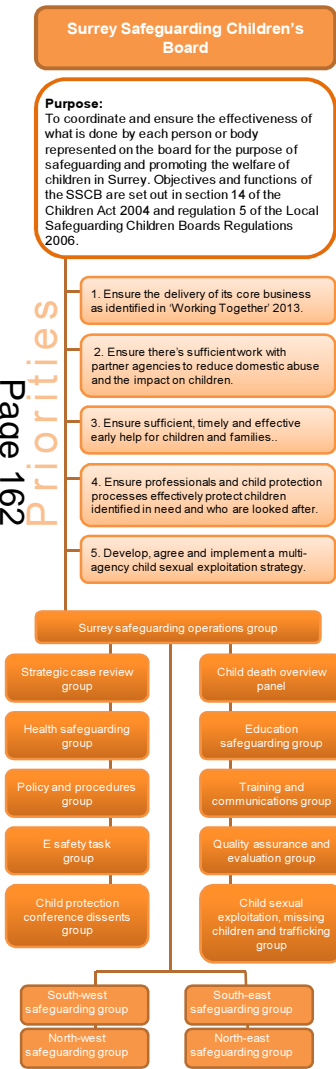 Surrey Safeguarding Children's
Board
Purpose:
To coordinate and ensure the effectiveness of
what is done by each person or body
represented on the board for the purpose of
safeguarding and promoting the welfare of
children in Surrey. Objectives and functions of
the SSCB are set out in section 14 of the
Children Act 2004 and regulation 5 of the Local
Safeguarding Children Boards Regulations
2006.
Priorities
1. Ensure the delivery of its core business
as identified in 'Working Together' 2013.
2. Ensure there's sufficient work with
partner agencies to reduce domestic abuse
and the impact on children.
3. Ensure sufficient, timely and effective
early help for children and families..
4. Ensure professionals and child protection
processes effectively protect children
identified in need and who are looked after.
5. Develop, agree and implement a multi-
agency child sexual exploitation strategy.
Page 162
Surrey safeguarding operations group
Strategic case review
group
Child death overview
panel
Health safeguarding
group
Education
safeguarding group
Policy and procedures
group
Training and
communications group
E safety task
group
Quality assurance and
evaluation group
Child protection
conference dissents
group
Child sexual
exploitation, missing
children and trafficking
group
South-west
safeguarding group
South-east
safeguarding group
North-west
safeguarding group
North-east
safeguarding group